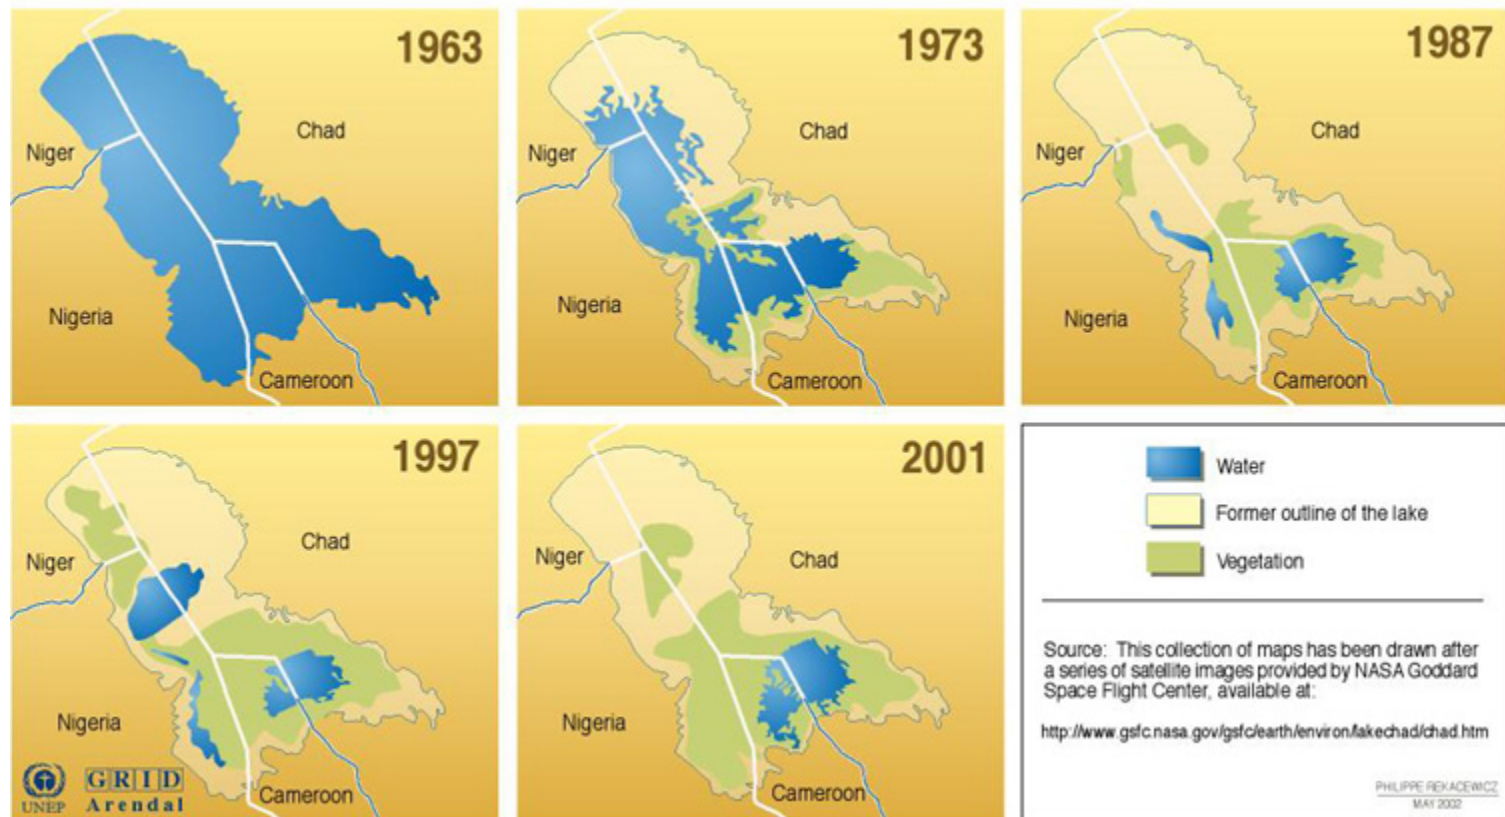 1963
Chad
Niger
Nigeria
Cameroon
1973
Chad
Niger
Nigeria
Cameroon
1987
Chad
Niger
Nigeria
Cameroon
1997
Chad
Niger
Nigeria
Cameroon
UNEP
GRID
Arendal
2001
Chad
Niger
Nigeria
Cameroon
Water
Former outline of the lake
Vegetation
Source: This collection of maps has been drawn after
a series of satellite images provided by NASA Goddard
Space Flight Center, available at:
http://www.gsfc.nasa.gov/gsfc/earth/environ/lakechad/chad.htm
PHILIPPE REKACEWICZ
MAY 2002